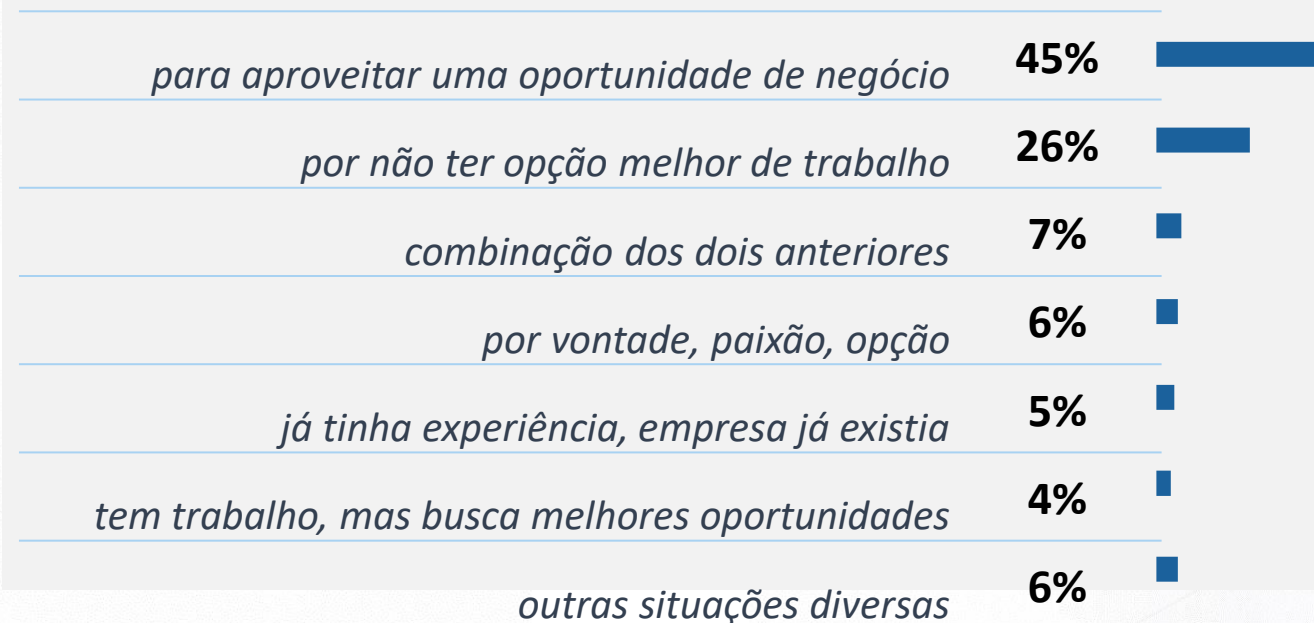 para aproveitar uma oportunidade de negócio 45%
por não ter opção melhor de trabalho 26%
combinação dos dois anteriores 7%
por vontade, paixão, opção 6%
já tinha experiência, empresa já existia 5%
tem trabalho, mas busca melhores oportunidades 4%
outras situações diversas 6%